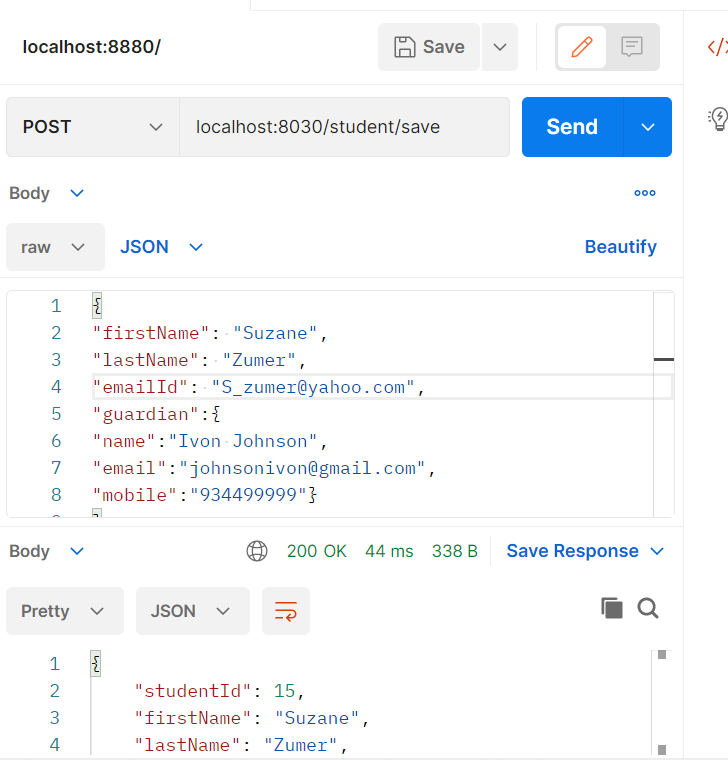 localhost:8880/
Save
POST
localhost:8030/student/save
Send
Body
raw
JSON
Beautify
1 {
2 "firstName": "Suzane",
3 "lastName": "Zumer",
4 "emailId": "S_zumer@yahoo.com",
5 "guardian":{
6 "name":"Ivon Johnson",
7 "email":"johnsonivon@gmail.com",
8 "mobile":"934499999"}
}
Body
200 OK 44 ms 338 B
Save Response
Pretty
JSON
1 {
2 "studentId": 15,
3 "firstName": "Suzane",
4 "lastName": "Zumer",